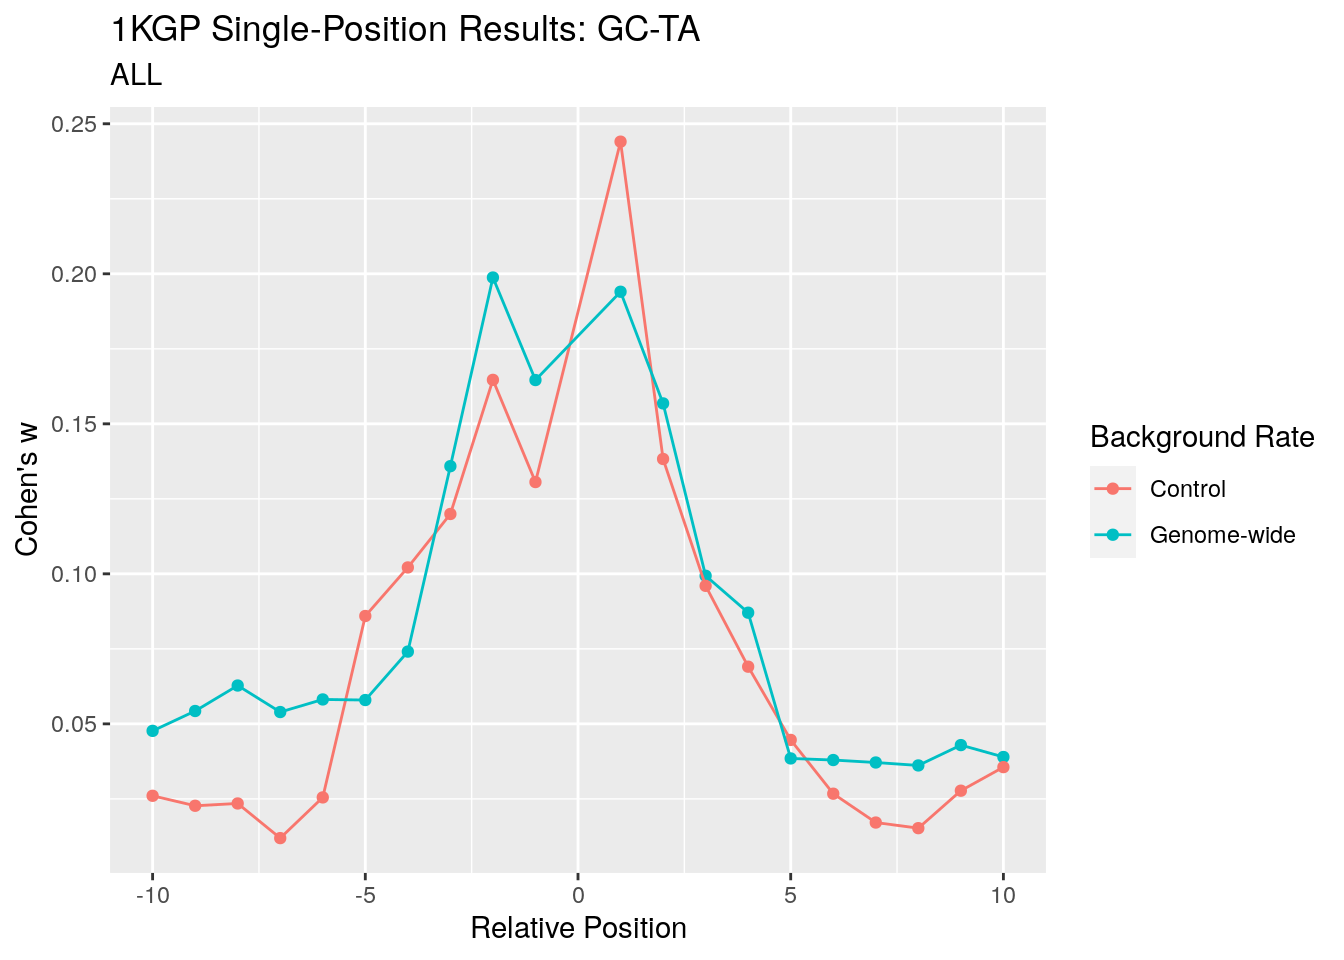 1KGP Single-Position Results: GC-TA
ALL
0.25
0.20
0.15
0.10
0.05
Cohen's w
-10
-5
0
5
10
Relative Position
Background Rate
Control
Genome-wide